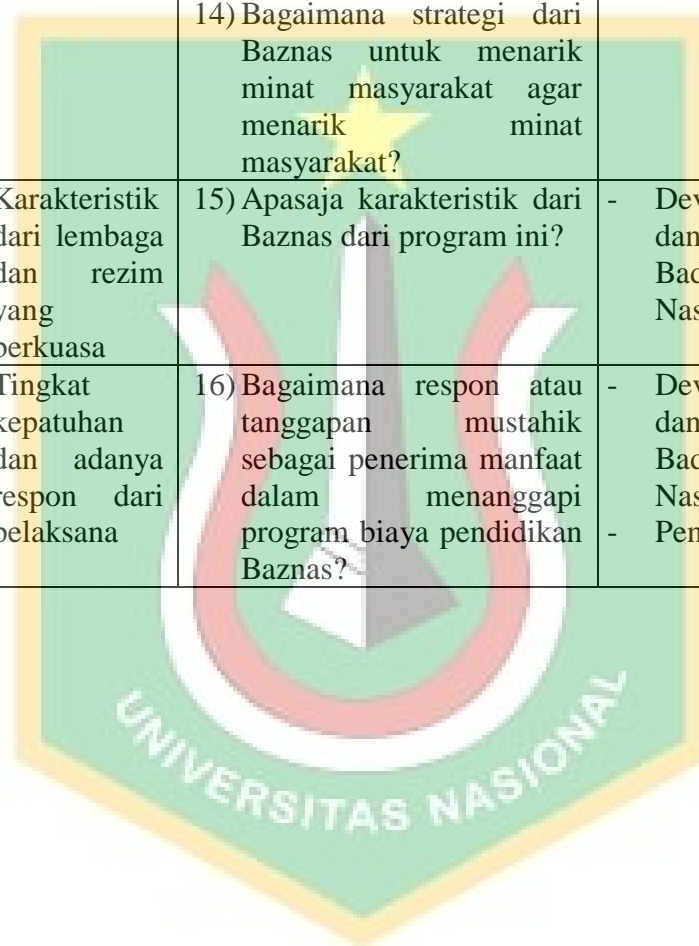 14) Bagaimana strategi dari
Baznas untuk menarik
minat masyarakat agar
menarik minat
masyarakat?
Karakteristik
dari lembaga
dan rezim
yang
berkuasa
15) Apasaja karakteristik dari
Baznas dari program ini?
-
dan
Tingkat
kepatuhan
dan adanya
respon dari
pelaksana
16) Bagaimana respon atau
tanggapan mustahik
sebagai penerima manfaat
dalam menanggapi
program biaya pendidikan
Baznas?
-
dan
-
UNIVERSITAS NASIONAL